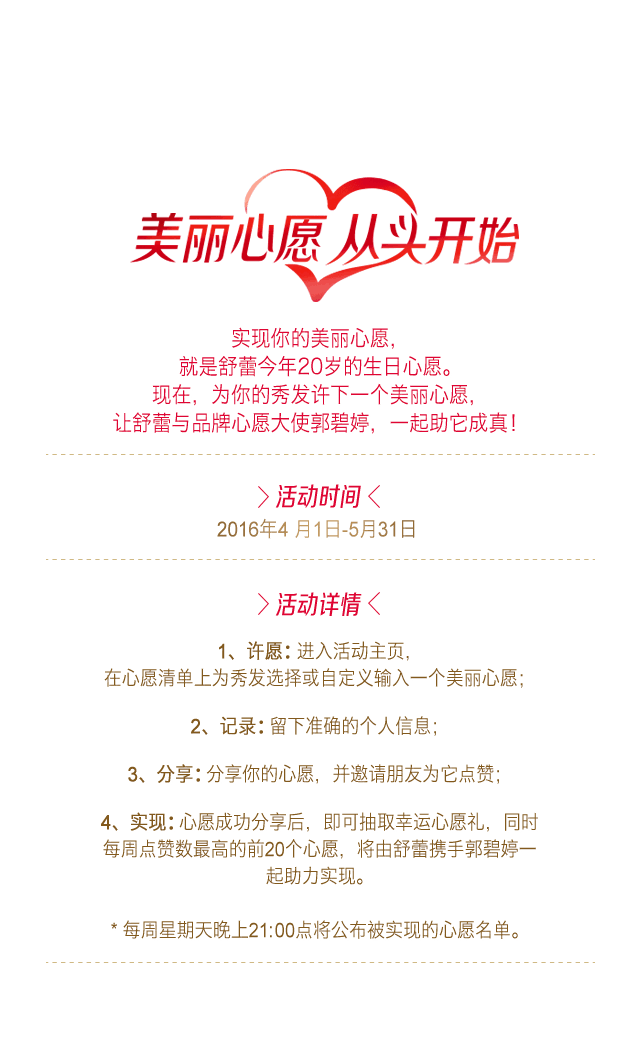 美丽心愿 从头开始
实现你的美丽心愿，
就是舒蕾今年20岁的生日心愿。
现在，为你的秀发许下一个美丽心愿，
让舒蕾与品牌心愿大使郭碧婷，一起助它成真！
活动时间
2016年4 月1日-5月31日
活动详情
1、许愿：进入活动主页，
在心愿清单上为秀发选择或自定义输入一个美丽心愿；
2、记录：留下准确的个人信息；
3、分享：分享你的心愿，并邀请朋友为它点赞；
4、实现：心愿成功分享后，即可抽取幸运心愿礼，同时
每周点赞数最高的前20个心愿，将由舒蕾携手郭碧婷一
起助力实现。
* 每周星期天晚上21:00点将公布被实现的心愿名单。